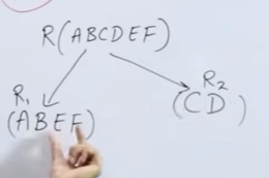 R(ABCDEF)
R₁
(ABEF)
R₂
(CD)